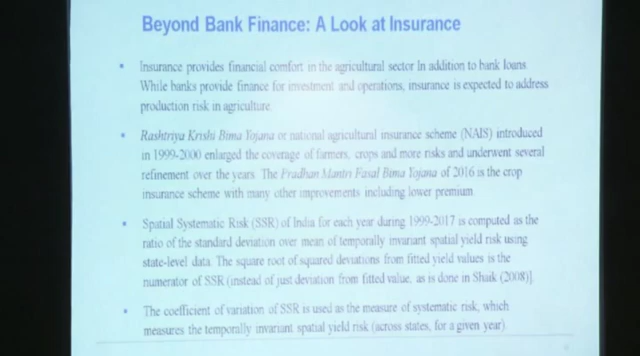 Beyond Bank Finance: A Look at Insurance
• Insurance provides financial comfort in the agricultural sector In addition to bank loans.
While banks provide finance for investment and operations, insurance is expected to address
production risk in agriculture.
• Rashtriya Krishi Bima Yojana or national agricultural insurance scheme (NAIS) introduced
in 1999-2000 enlarged the coverage of farmers, crops and more risks and underwent several
refinement over the years. The Pradhan Mantri Fasal Bima Yojana of 2016 is the crop
insurance scheme with many other improvements including lower premium.
• Spatial Systematic Risk (SSR) of India for each year during 1999-2017 is computed as the
ratio of the standard deviation over mean of temporally invariant spatial yield risk using
state-level data. The square root of squared deviations from fitted yield values is the
numerator of SSR (instead of just deviation from fitted value, as is done in Shaik (2008)].
• The coefficient of variation of SSR is used as the measure of systematic risk, which
measures the temporally invariant spatial yield risk (across states, for a given year).